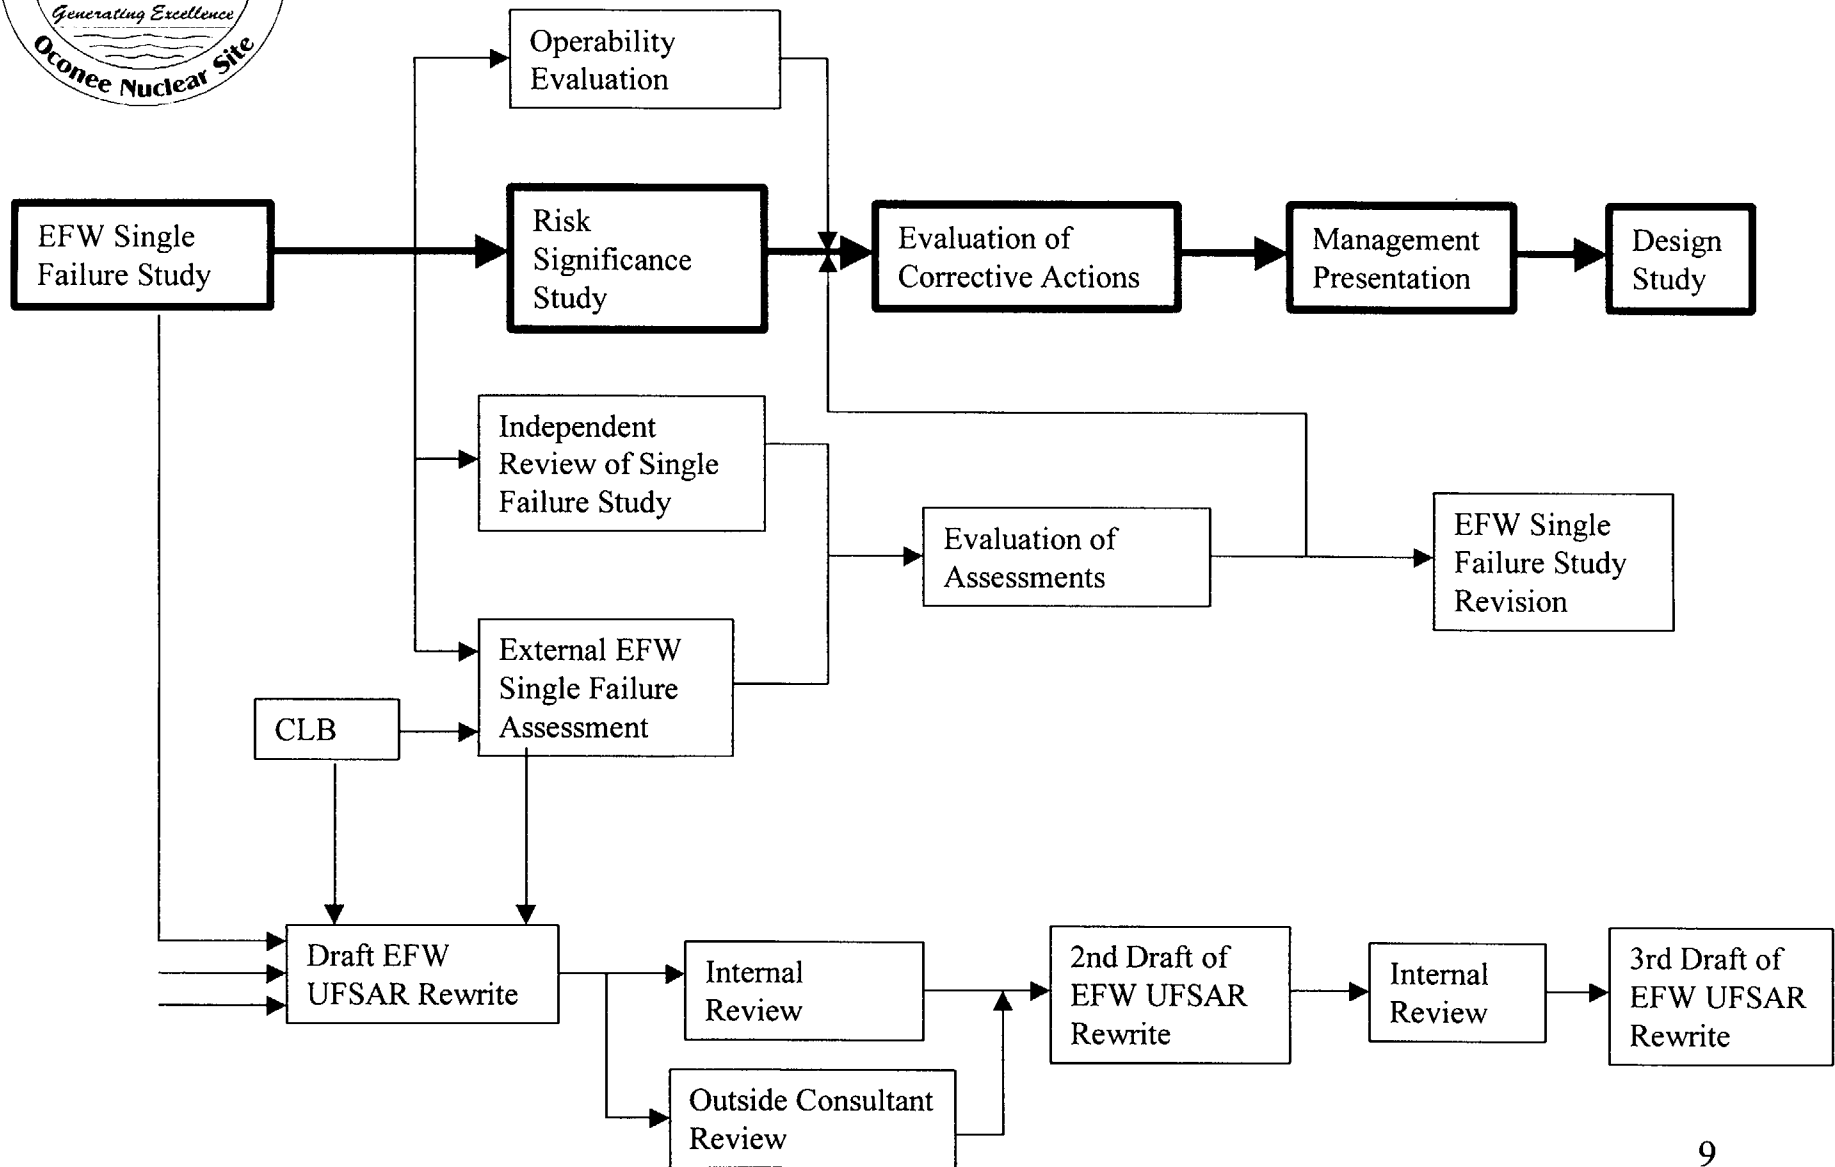 Generating Excellence
Oconee Nuclear Site
Operability
Evaluation
EFW Single
Failure Study
Risk
Significance
Study
Evaluation of
Corrective Actions
Management
Presentation
Design
Study
Independent
Review of Single
Failure Study
Evaluation of
Assessments
EFW Single
Failure Study
Revision
External EFW
Single Failure
Assessment
CLB
Draft EFW
UFSAR Rewrite
Internal
Review
2nd Draft of
EFW UFSAR
Rewrite
Internal
Review
3rd Draft of
EFW UFSAR
Rewrite
Outside Consultant
Review
9